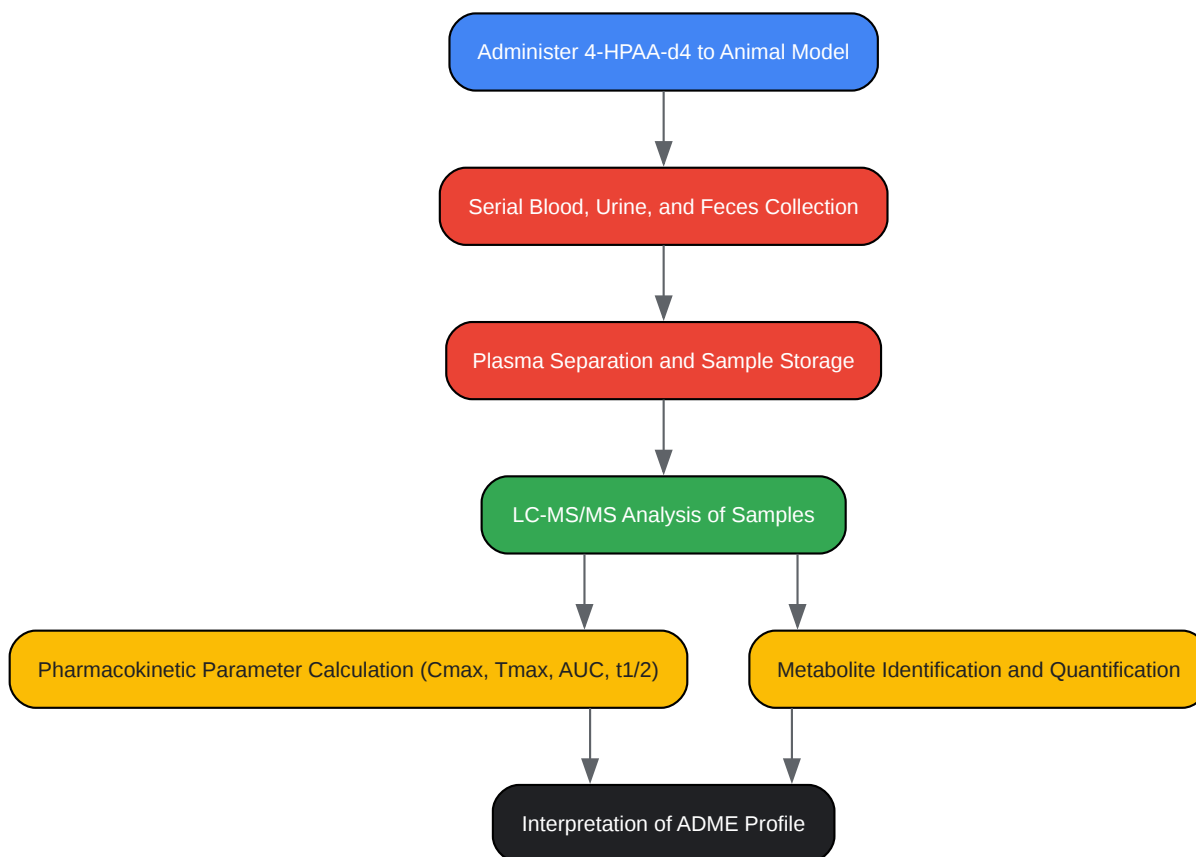 Administer 4-HPAA-d4 to Animal Model
Serial Blood, Urine, and Feces Collection
Plasma Separation and Sample Storage
LC-MS/MS Analysis of Samples
Pharmacokinetic Parameter Calculation (Cmax, Tmax, AUC, t1/2)
Metabolite Identification and Quantification
Interpretation of ADME Profile